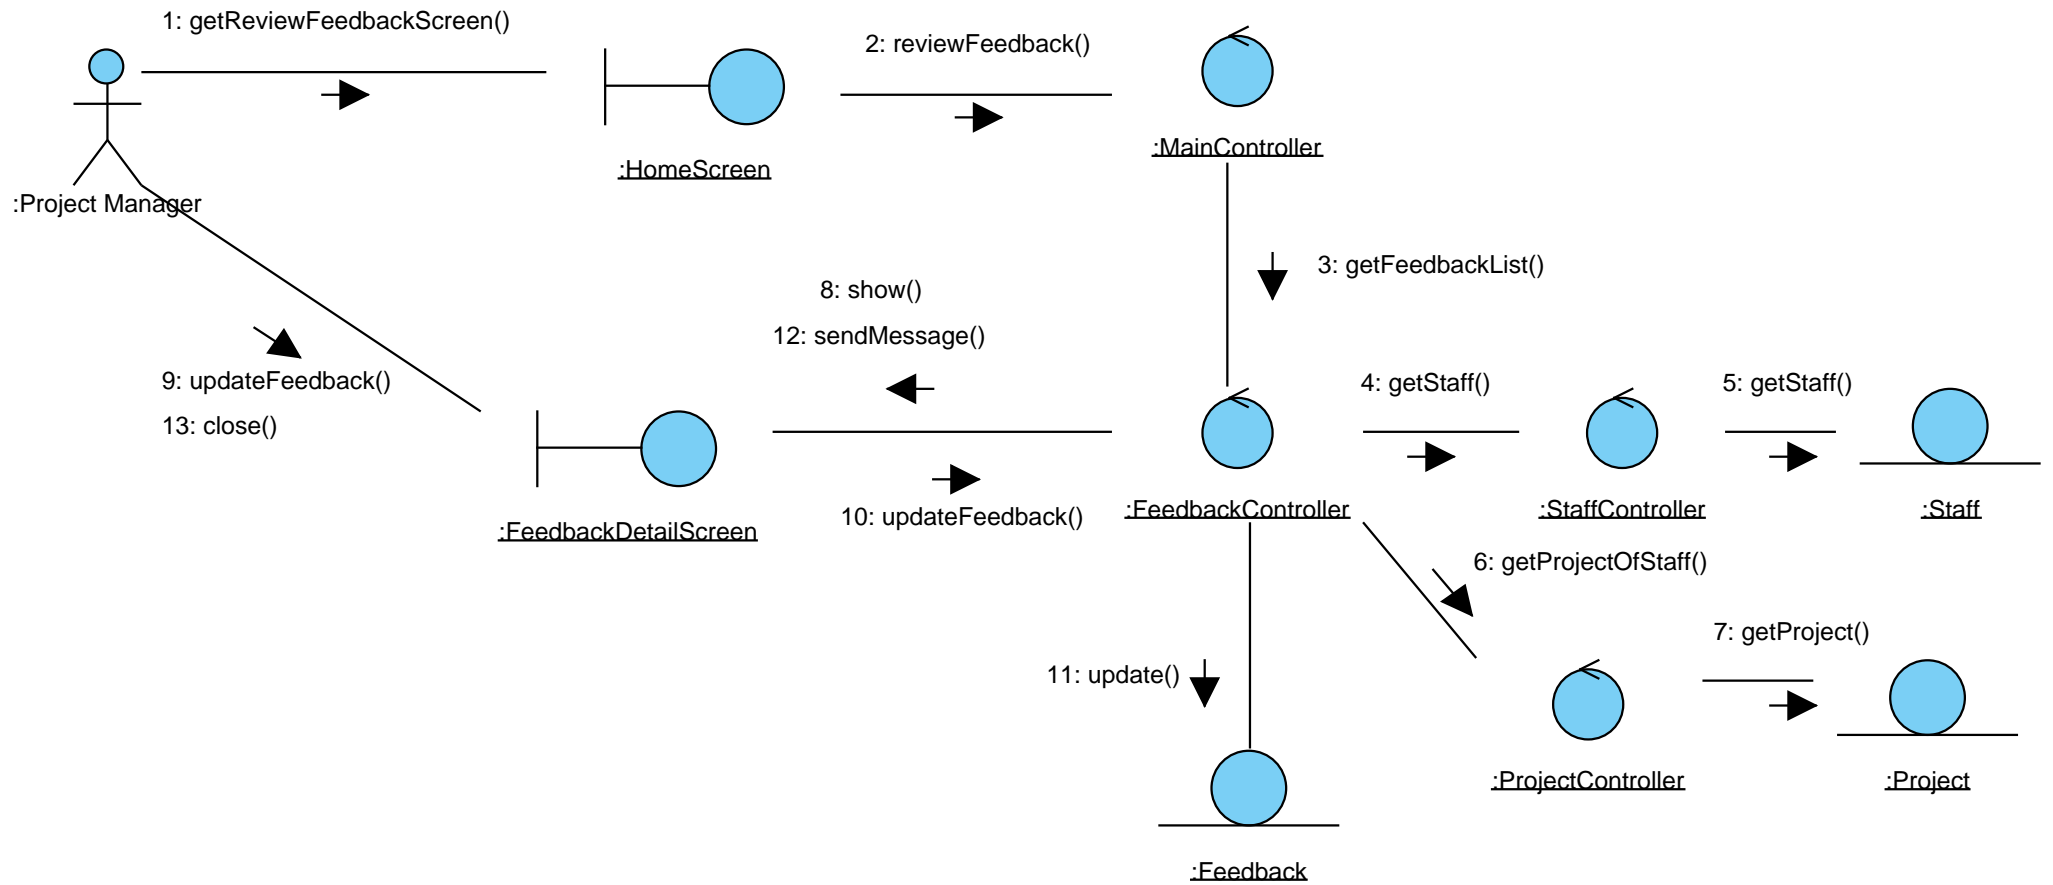 1: getReviewFeedbackScreen()
2: reviewFeedback()
:MainController
:HomeScreen
:Project Manager
3: getFeedbackList()
8: show()
12: sendMessage()
9: updateFeedback()
13: close()
4: getStaff()
5: getStaff()
10: updateFeedback()
:FeedbackController
:StaffController
:Staff
:FeedbackDetailScreen
6: getProjectOfStaff()
7: getProject()
11: update()
:ProjectController
:Project
:Feedback